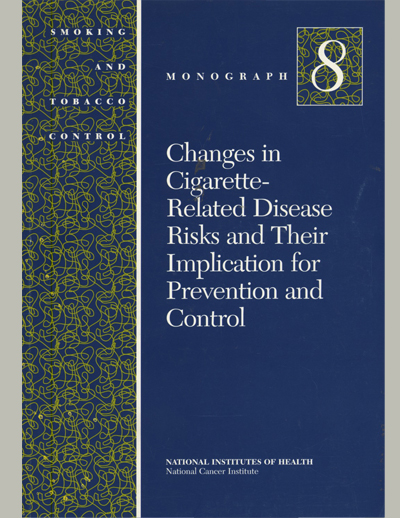 SMOKING
AND
TOBACCO
CONTROL
MONOGRAPH
8
Changes in
Cigarette-
Related Disease
Risks and Their
Implication for
Prevention and
Control
NATIONAL INSTITUTES OF HEALTH
National Cancer Institute